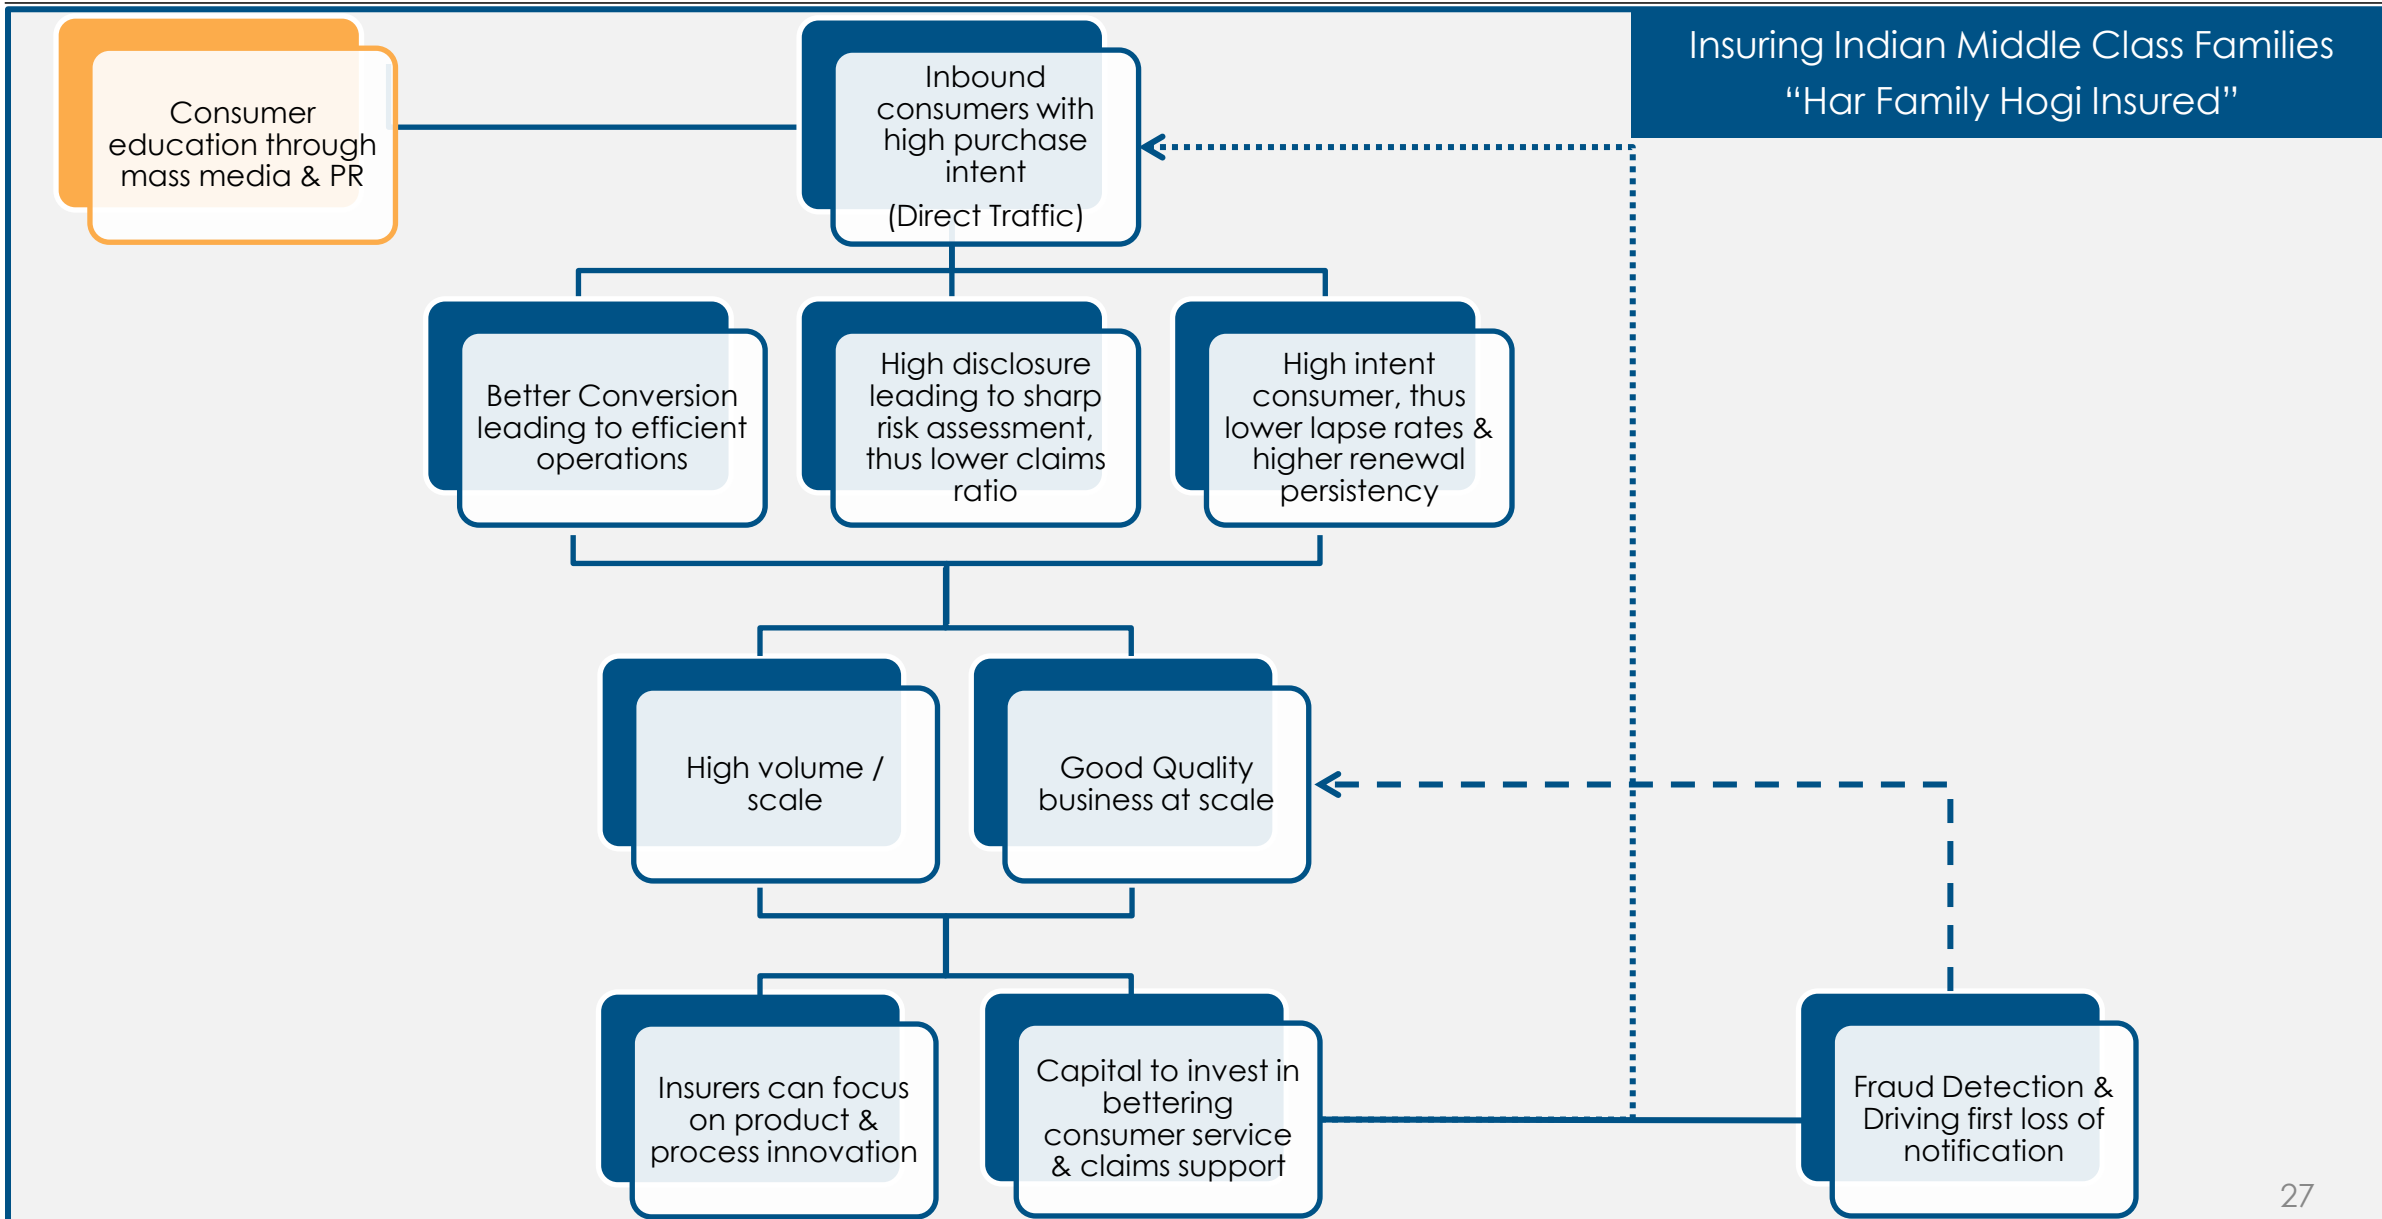 Insuring Indian Middle Class Families
“Har Family Hogi Insured”
Consumer
education through
mass media & PR
Inbound
consumers with
high purchase
intent
(Direct Traffic)
Better Conversion
leading to efficient
operations
High disclosure
leading to sharp
risk assessment,
thus lower claims
ratio
High intent
consumer, thus
lower lapse rates &
higher renewal
persistency
High volume /
scale
Good Quality
business at scale
Insurers can focus
on product &
process innovation
Capital to invest in
bettering
consumer service
& claims support
Fraud Detection &
Driving first loss of
notification
27